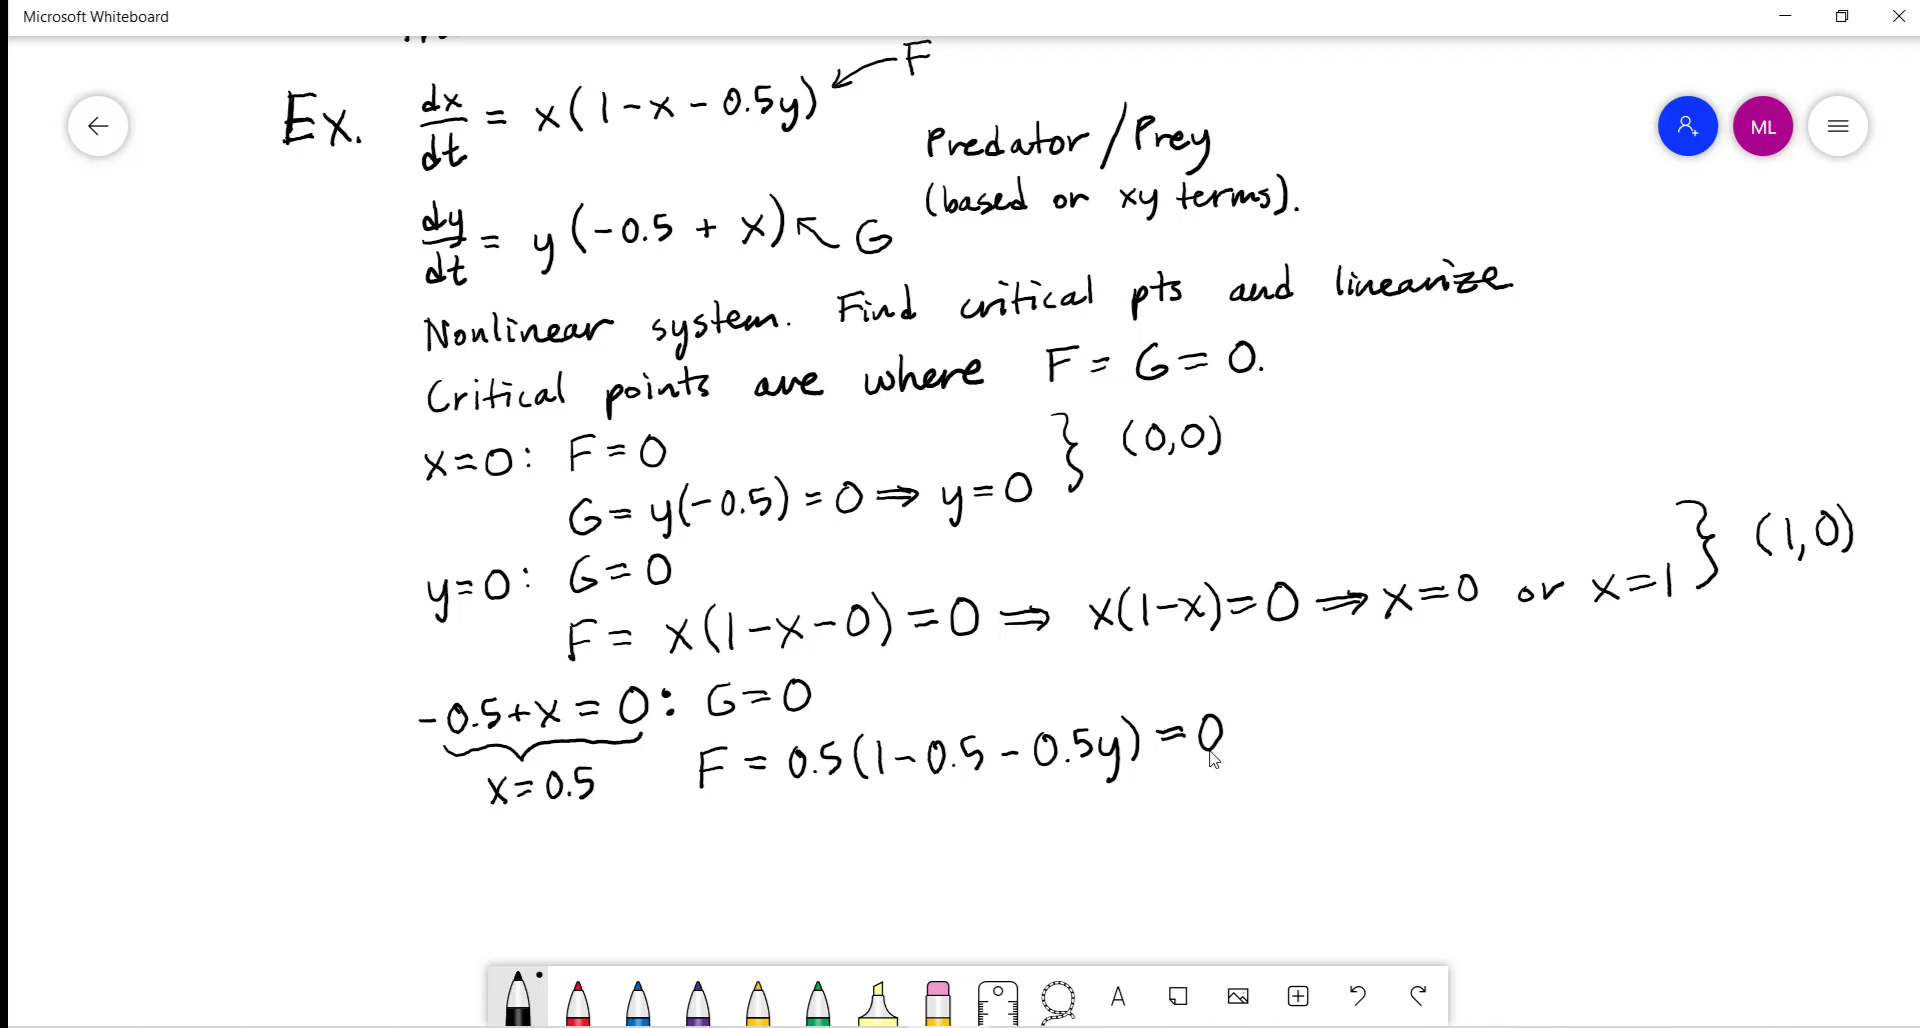 Microsoft Whiteboard
Ex. dx/dt = x(1-x-0.5y) ← F
Predator/Prey
(based on xy terms).
dy/dt = y(-0.5 + x) ← G
Nonlinear system. Find critical pts and linearize.
Critical points are where F = G = 0.
x=0: F = 0
G = y(-0.5) = 0 ⇒ y=0 } (0,0)
y=0: G = 0
F = x(1-x-0) = 0 ⇒ x(1-x) = 0 ⇒ x=0 or x=1 } (1,0)
-0.5+x = 0: G = 0
x=0.5
F = 0.5(1-0.5-0.5y) = 0
ML
A